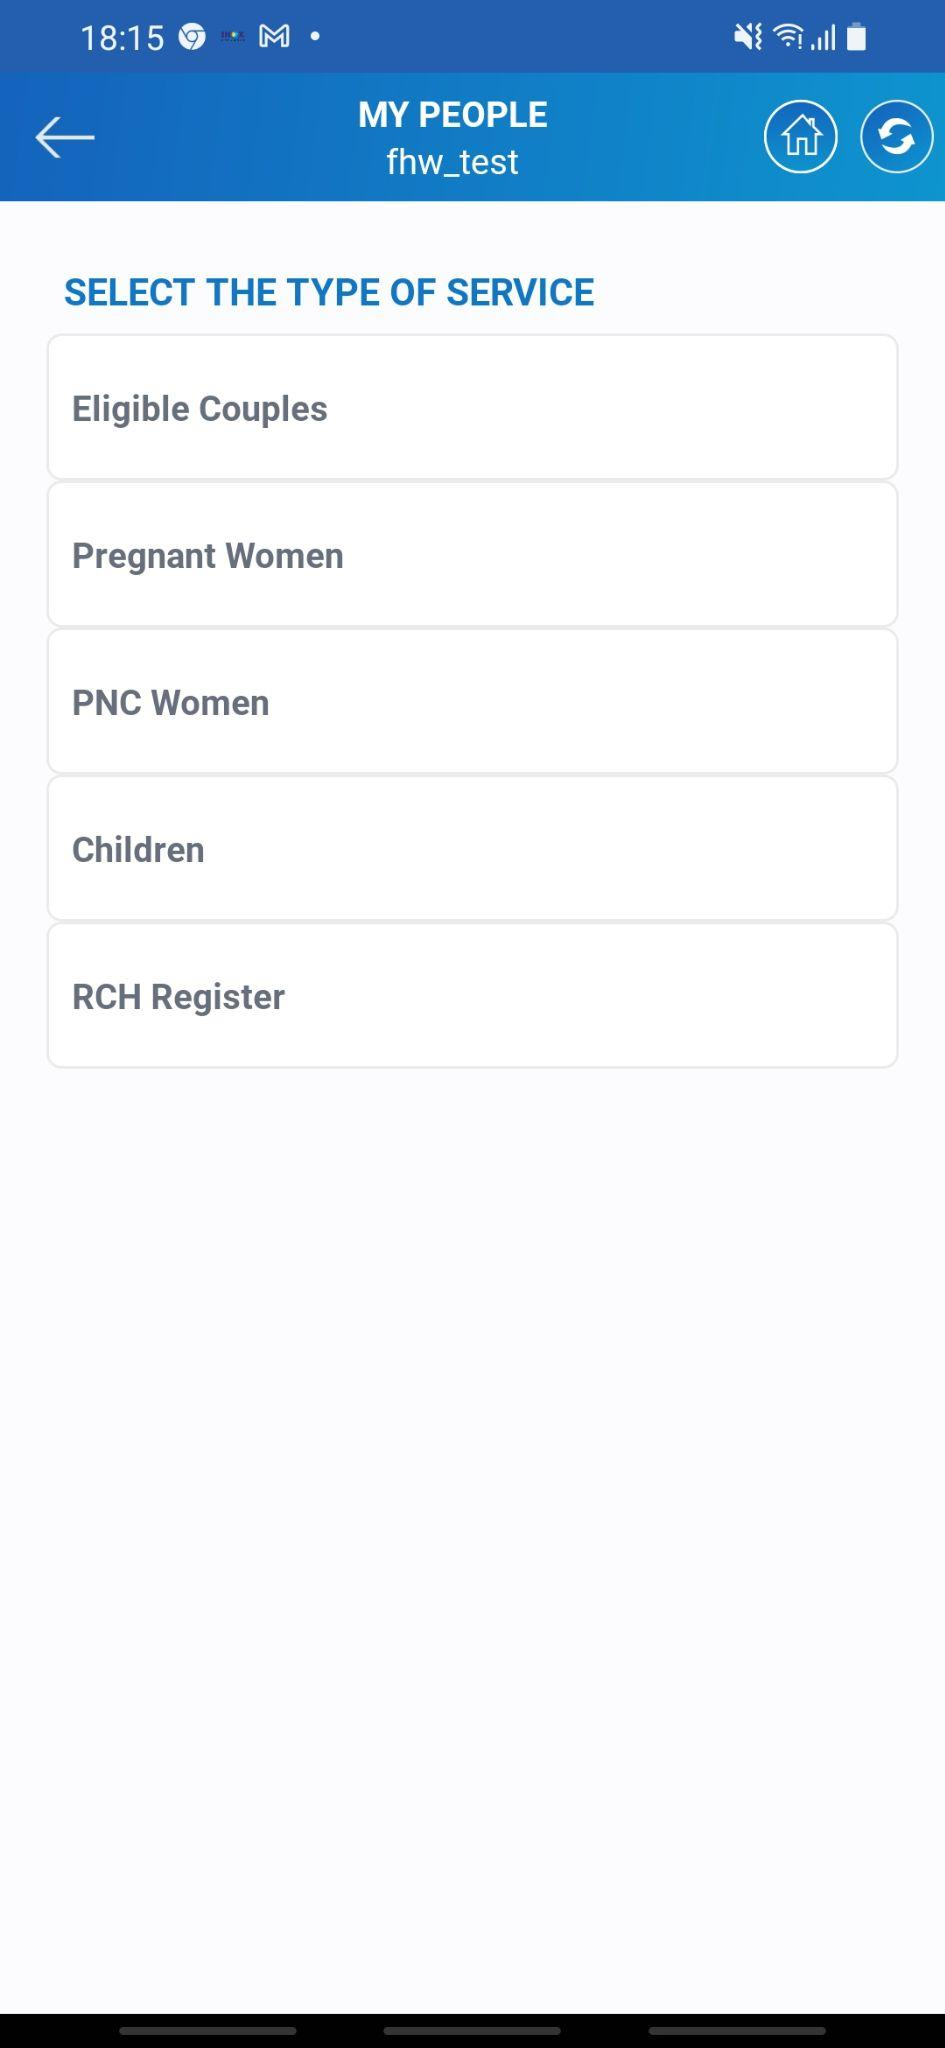 18:15
MY PEOPLE
fhw_test
SELECT THE TYPE OF SERVICE
Eligible Couples
Pregnant Women
PNC Women
Children
RCH Register